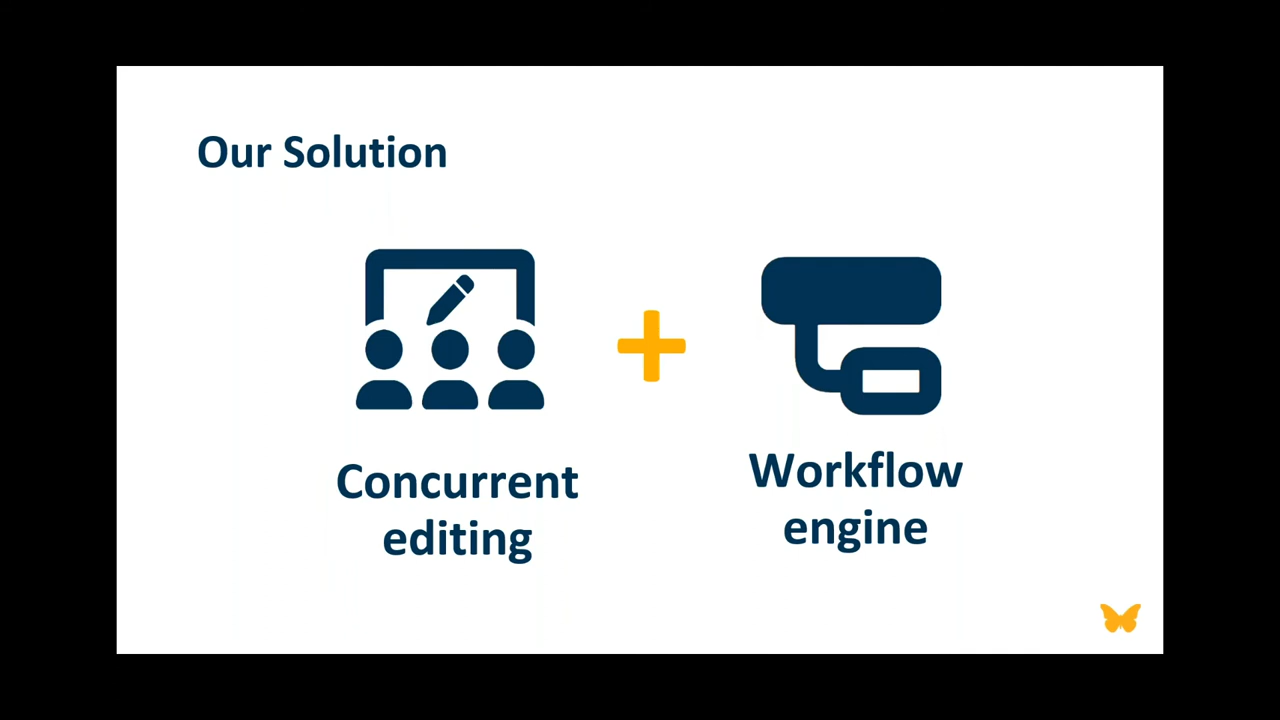 Our Solution
Concurrent
editing
Workflow
engine